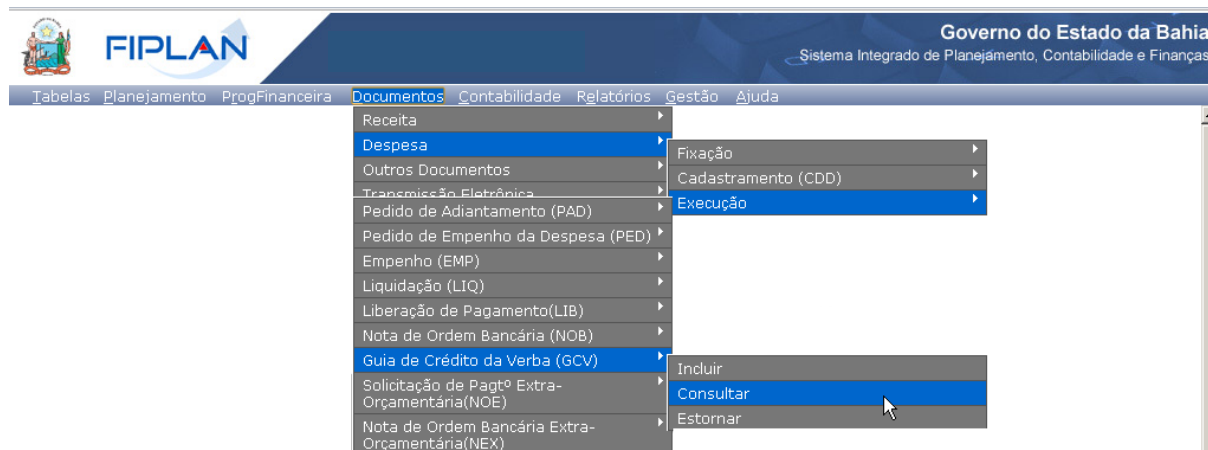 FIPLAN
Governo do Estado da Bahia
Sistema Integrado de Planejamento, Contabilidade e Finanças
Tabelas Planejamento ProgFinanceira Documentos Contabilidade Relatórios Gestão Ajuda
Receita
Despesa
Outros Documentos
Transmissão Eletrônica
Fixação
Cadastramento (CDD)
Execução
Pedido de Adiantamento (PAD)
Pedido de Empenho da Despesa (PED)
Empenho (EMP)
Liquidação (LIQ)
Liberação de Pagamento(LIB)
Nota de Ordem Bancária (NOB)
Guia de Crédito da Verba (GCV)
Solicitação de Pagtº Extra-
Orçamentária(NOE)
Nota de Ordem Bancária Extra-
Orçamentária(NEX)
Incluir
Consultar
Estornar